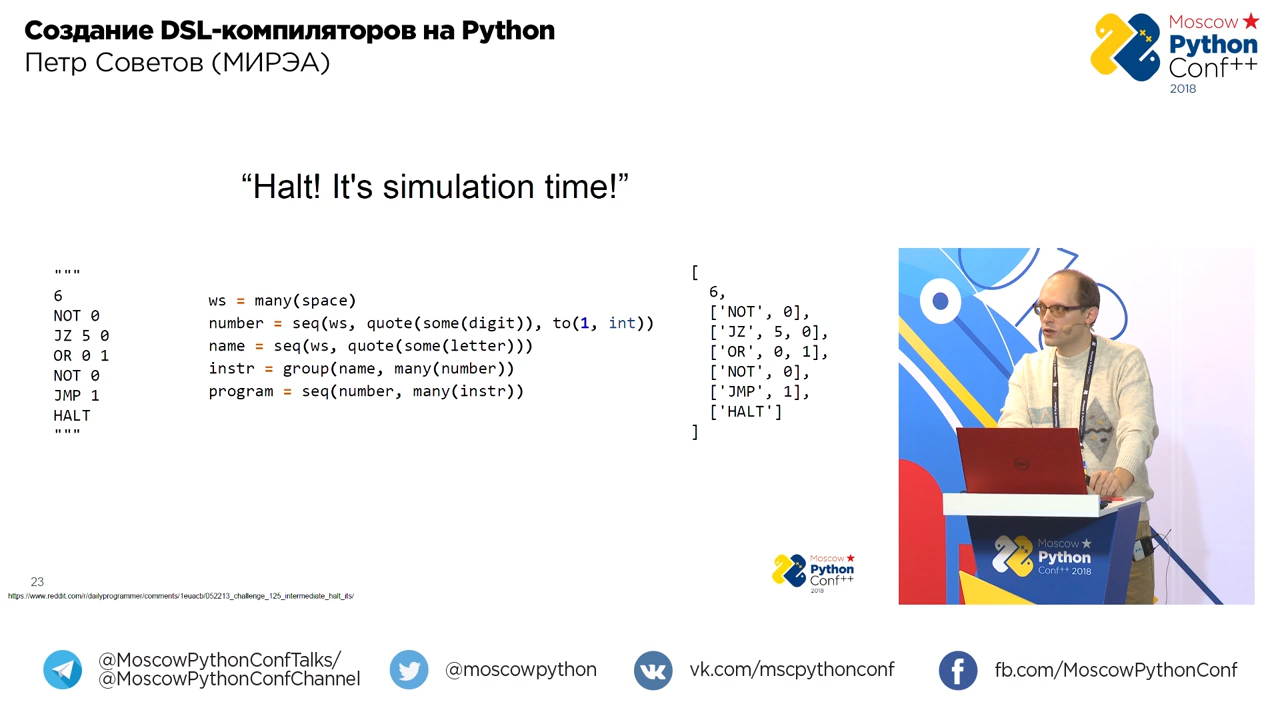 Создание DSL-компиляторов на Python
Петр Советов (МИРЭА)
Moscow
Python
Conf++
2018
“Halt! It's simulation time!”
"""
6
NOT 0
JZ 5 0
OR 0 1
NOT 0
JMP 1
HALT
"""
ws = many(space)
number = seq(ws, quote(some(digit)), to(1, int))
name = seq(ws, quote(some(letter)))
instr = group(name, many(number))
program = seq(number, many(instr))
[
6,
['NOT', 0],
['JZ', 5, 0],
['OR', 0, 1],
['NOT', 0],
['JMP', 1],
['HALT']
]
Moscow
Python
Conf++ 2018
Moscow
Python
Conf++
2018
23
https://www.reddit.com/r/dailyprogrammer/comments/1euacb/052213_challenge_125_intermediate_halt_its/
@MoscowPythonConfTalks/
@MoscowPythonConfChannel
@moscowpython
vk.com/mscpythonconf
fb.com/MoscowPythonConf